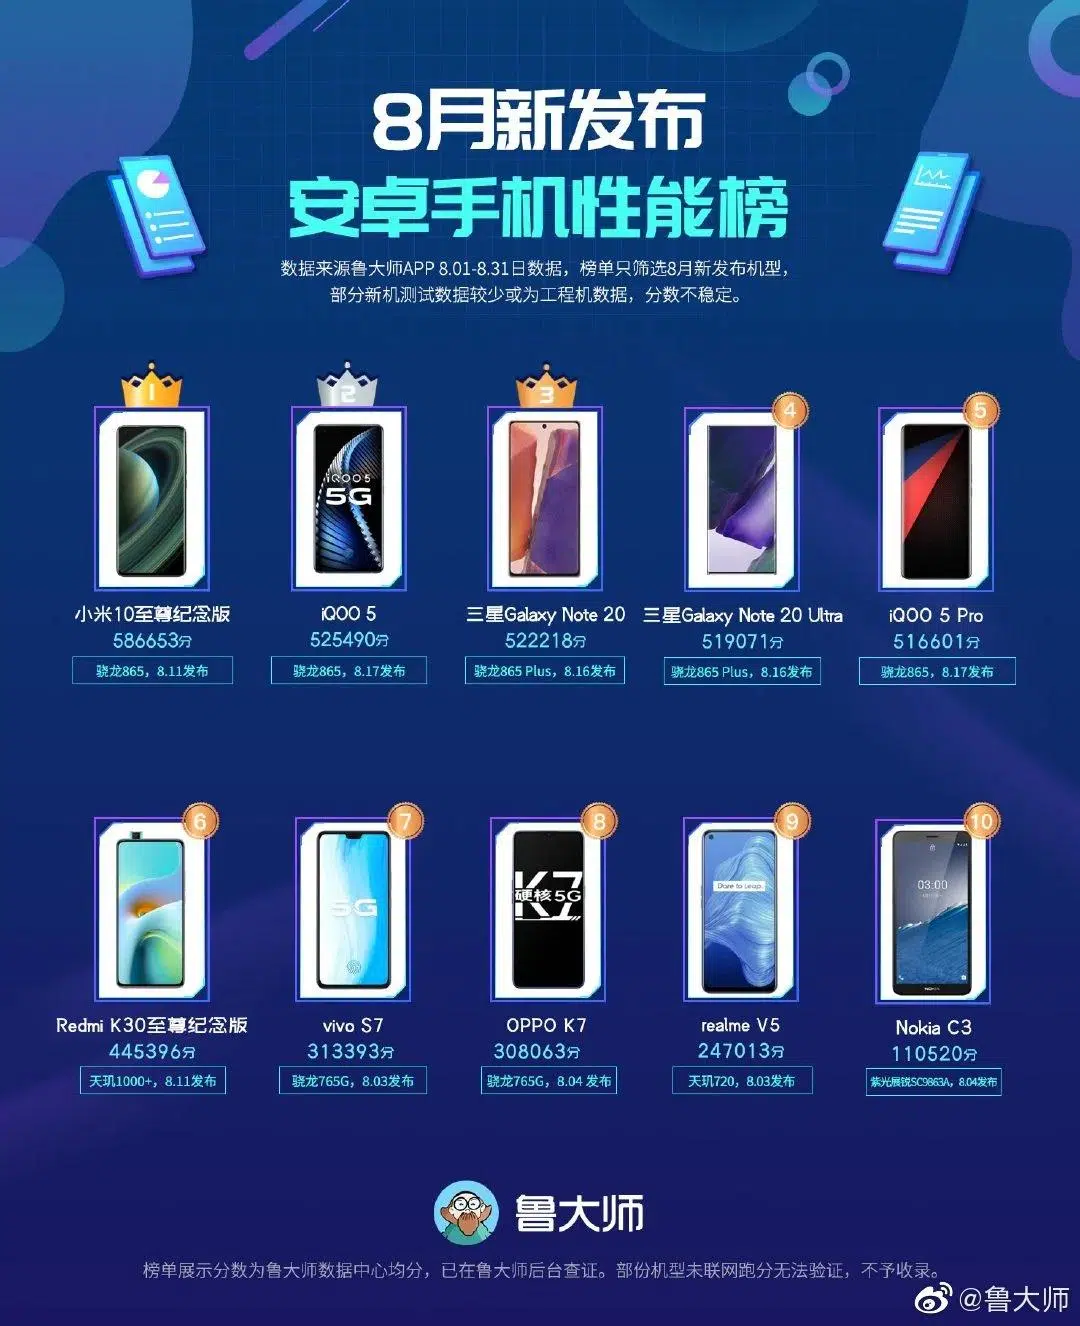 8月新发布
安卓手机性能榜
数据来源鲁大师APP 8.01-8.31日数据，榜单只筛选8月新发布机型，
部分新机测试数据较少或为工程机数据，分数不稳定。
1
2
3
4
5
iQOO 5
5G
小米10至尊纪念版
586653分
骁龙865，8.11发布
iQOO 5
525490分
骁龙865，8.17发布
三星Galaxy Note 20
522218分
骁龙865 Plus，8.16发布
三星Galaxy Note 20 Ultra
519071分
骁龙865 Plus，8.16发布
iQOO 5 Pro
516601分
骁龙865，8.17发布
6
7
8
9
10
5G
K7
硬核5G
Dare to Leap
03:00
NOKIA
Redmi K30至尊纪念版
445396分
天玑1000+，8.11发布
vivo S7
313393分
骁龙765G，8.03发布
OPPO K7
308063分
骁龙765G，8.04 发布
realme V5
247013分
天玑720，8.03发布
Nokia C3
110520分
紫光展锐SC9863A，8.04发布
鲁大师
榜单展示分数为鲁大师数据中心均分，已在鲁大师后台查证。部份机型未联网跑分无法验证，不予收录。
@鲁大师